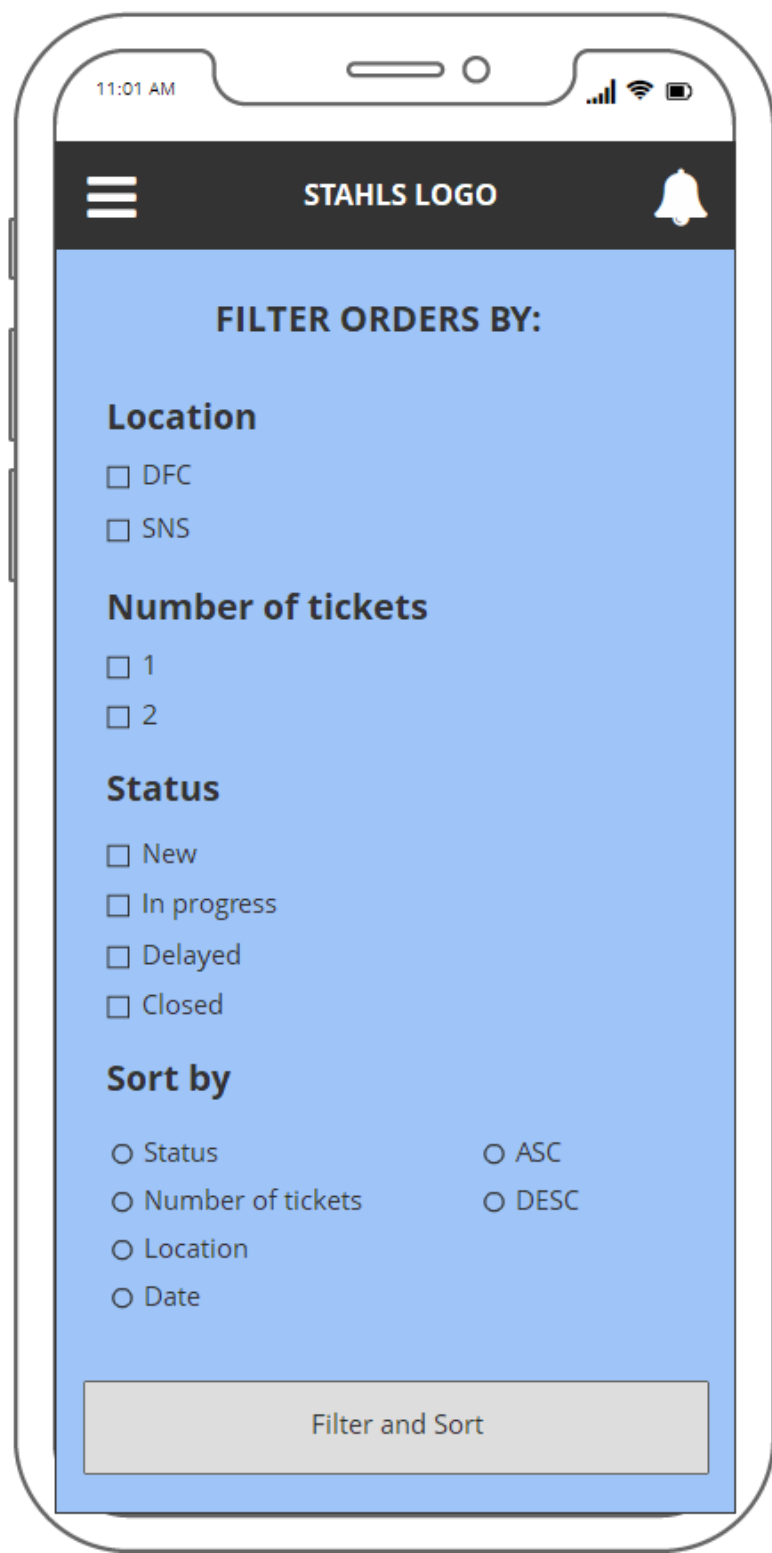 11:01 AM
STAHLS LOGO
FILTER ORDERS BY:
Location
DFC
SNS
Number of tickets
1
2
Status
New
In progress
Delayed
Closed
Sort by
Status
ASC
Number of tickets
DESC
Location
Date
Filter and Sort